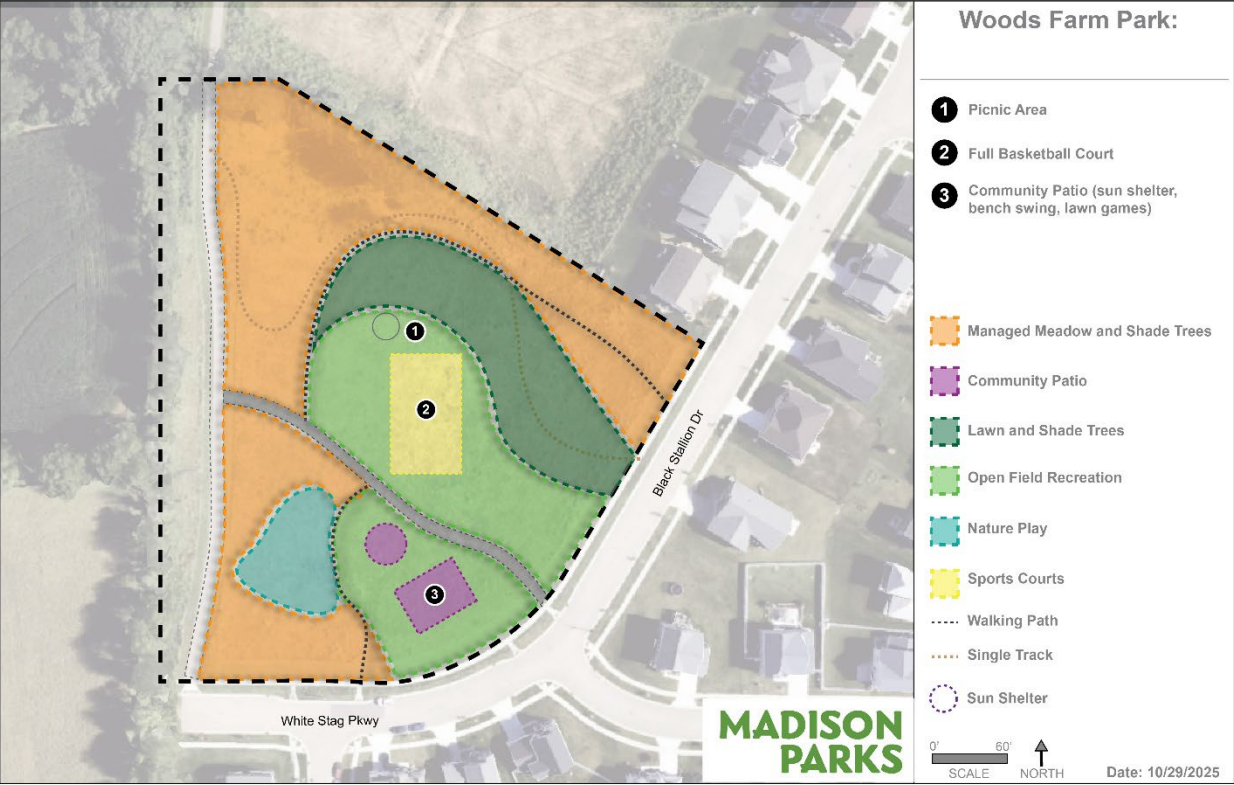 Woods Farm Park:
1 Picnic Area
2 Full Basketball Court
3 Community Patio (sun shelter,
bench swing, lawn games)
Managed Meadow and Shade Trees
Community Patio
Lawn and Shade Trees
Open Field Recreation
Nature Play
Sports Courts
Walking Path
Single Track
Sun Shelter
0' 60'
SCALE
NORTH
Date: 10/29/2025
1
2
3
Black Stallion Dr
White Stag Pkwy
MADISON
PARKS